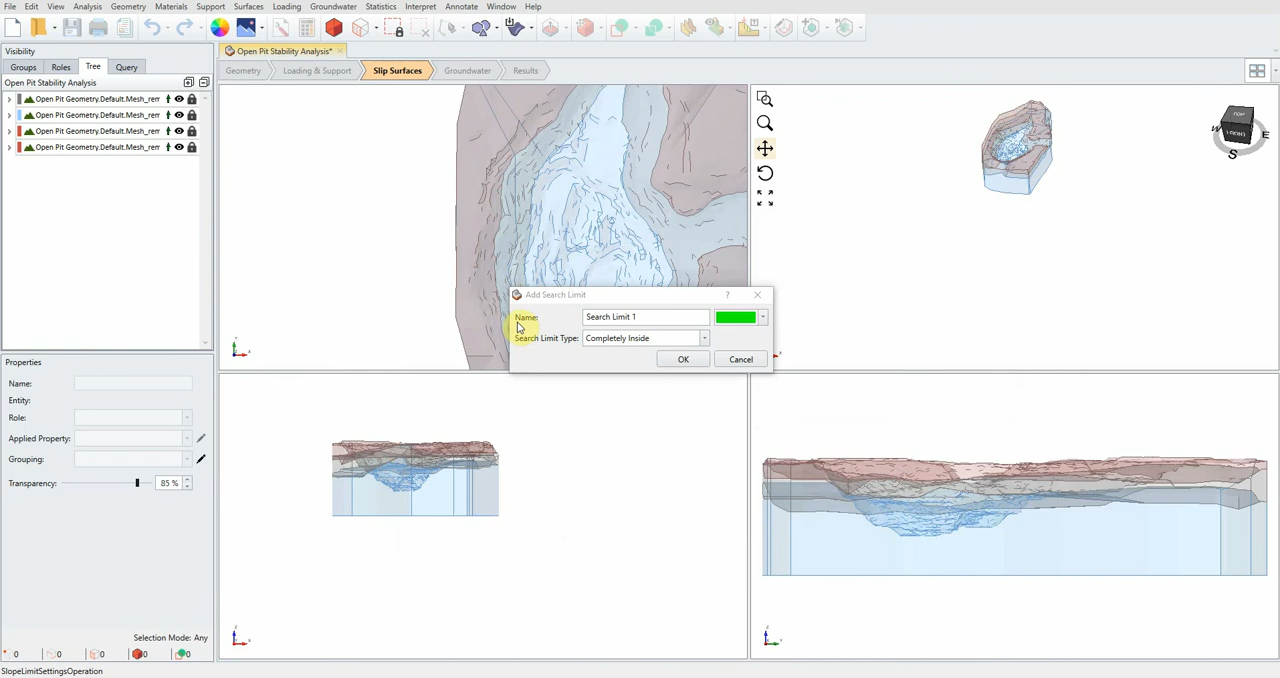 File Edit View Analysis Geometry Materials Support Surfaces Loading Groundwater Statistics Interpret Annotate Window Help
Visibility
Open Pit Stability Analysis*
Groups Roles Tree Query
Geometry Loading & Support Slip Surfaces Groundwater Results
Open Pit Stability Analysis
Open Pit Geometry.Default.Mesh_rem
Open Pit Geometry.Default.Mesh_rem
Open Pit Geometry.Default.Mesh_rem
Open Pit Geometry.Default.Mesh_rem
W E
S
Add Search Limit ?
Name: Search Limit 1
Search Limit Type: Completely Inside
OK Cancel
Properties
Name:
Entity:
Role:
Applied Property:
Grouping:
Transparency: 85 %
Selection Mode: Any
0 0 0 0 0
SlopeLimitSettingsOperation